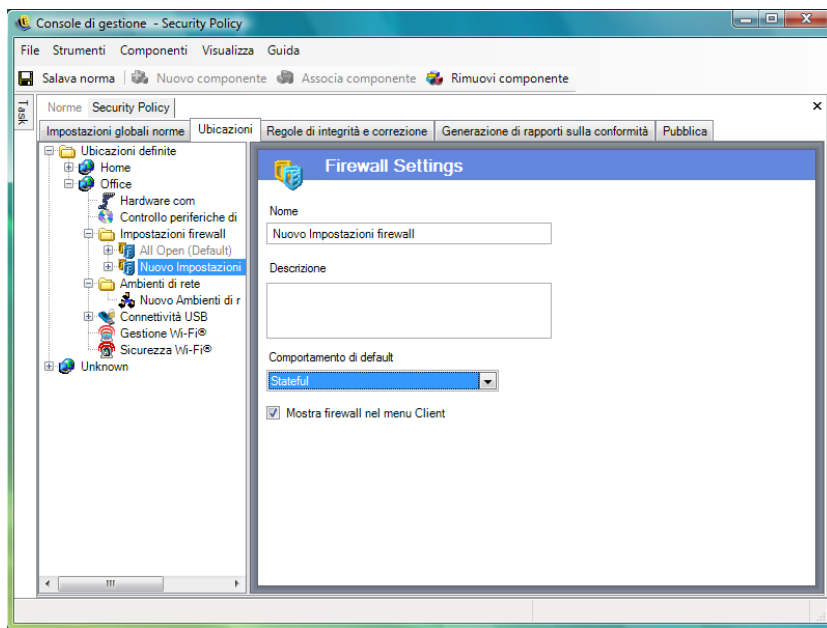 Console di gestione - Security Policy
File Strumenti Componenti Visualizza Guida
Salava norma Nuovo componente Associa componente Rimuovi componente
Task
Norme Security Policy
Impostazioni globali norme Ubicazioni Regole di integrità e correzione Generazione di rapporti sulla conformità Pubblica
Ubicazioni definite
Home
Office
Hardware com
Controllo periferiche di
Impostazioni firewall
All Open (Default)
Nuovo Impostazioni
Ambienti di rete
Nuovo Ambienti di r
Connettività USB
Gestione Wi-Fi®
Sicurezza Wi-Fi®
Unknown
Firewall Settings
Nome
Nuovo Impostazioni firewall
Descrizione
Comportamento di default
Stateful
Mostra firewall nel menu Client